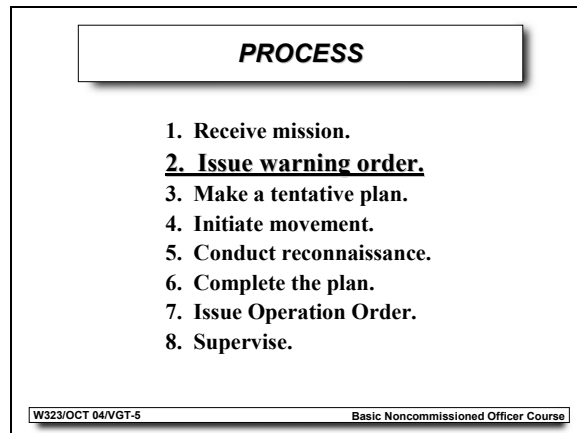 PROCESS
1. Receive mission.
2. Issue warning order.
3. Make a tentative plan.
4. Initiate movement.
5. Conduct reconnaissance.
6. Complete the plan.
7. Issue Operation Order.
8. Supervise.
W323/OCT 04/VGT-5 Basic Noncommissioned Officer Course